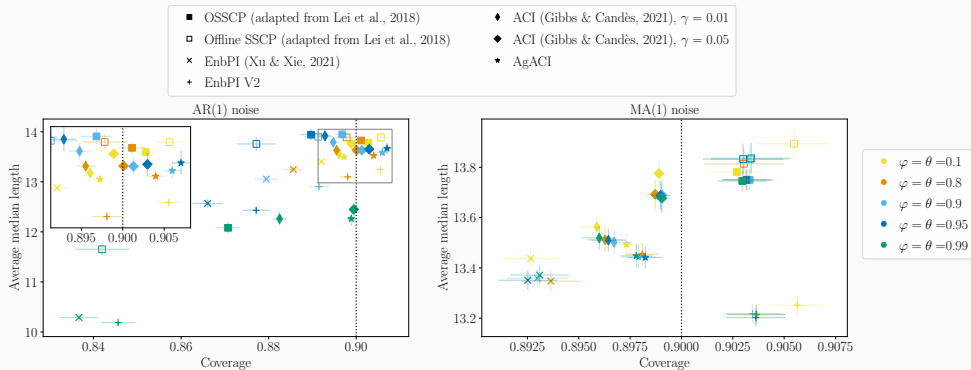 OSSCP (adapted from Lei et al., 2018)
Offline SSCP (adapted from Lei et al., 2018)
EnbPI (Xu & Xie, 2021)
EnbPI V2
ACI (Gibbs & Candès, 2021), γ = 0.01
ACI (Gibbs & Candès, 2021), γ = 0.05
AgACI
AR(1) noise
Average median length
14
13
12
11
10
0.895 0.900 0.905
0.84 0.86 0.88 0.90
Coverage
MA(1) noise
Average median length
13.8
13.6
13.4
13.2
0.8925 0.8950 0.8975 0.9000 0.9025 0.9050 0.9075
Coverage
14
13
12
φ = θ =0.1
φ = θ =0.8
φ = θ =0.9
φ = θ =0.95
φ = θ =0.99